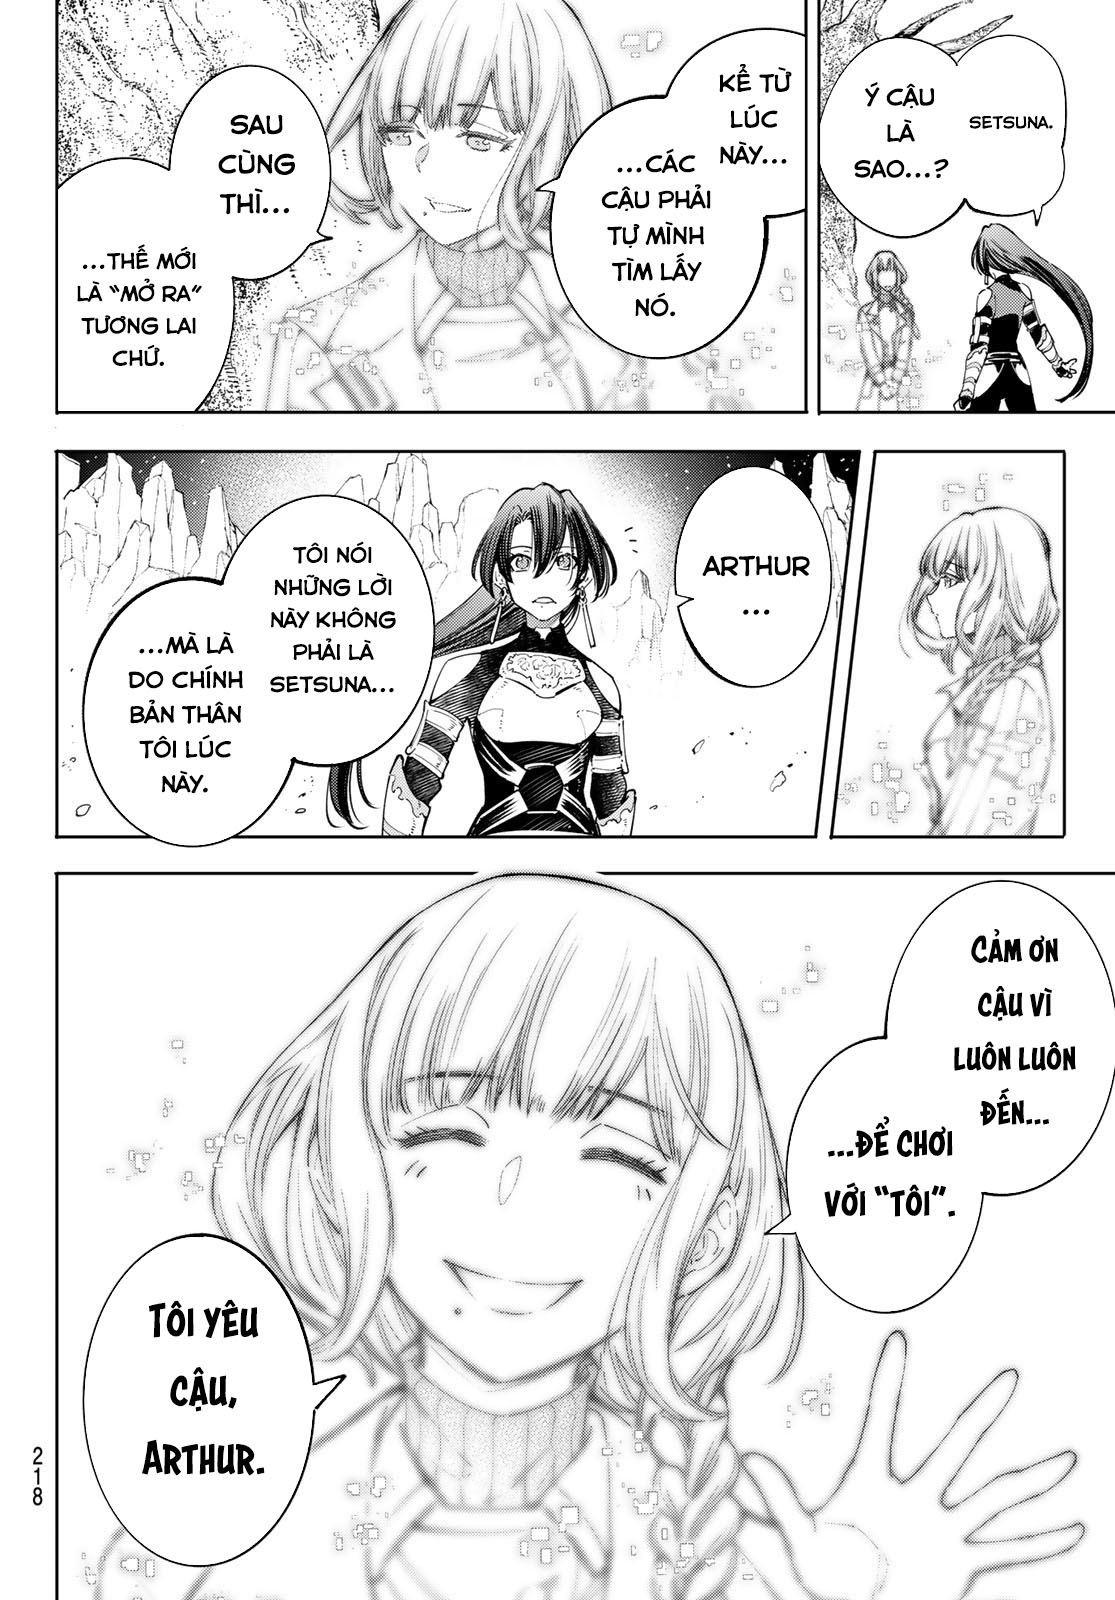 SETSUNA.
Ý CẬU
LÀ
SAO...?
KỂ TỪ
LÚC
NÀY...
...CÁC
CẬU PHẢI
TỰ MÌNH
TÌM LẤY
NÓ.
SAU
CÙNG
THÌ...
...THẾ MỚI
LÀ "MỞ RA"
TƯƠNG LAI
CHỨ.
ARTHUR
...
TÔI NÓI
NHỮNG LỜI
NÀY KHÔNG
PHẢI LÀ
SETSUNA...
...MÀ LÀ
DO CHÍNH
BẢN THÂN
TÔI LÚC
NÀY.
CẢM ƠN
CẬU VÌ
LUÔN LUÔN
ĐẾN...
...ĐỂ CHƠI
VỚI "TÔI".
TÔI YÊU
CẬU,
ARTHUR.
218